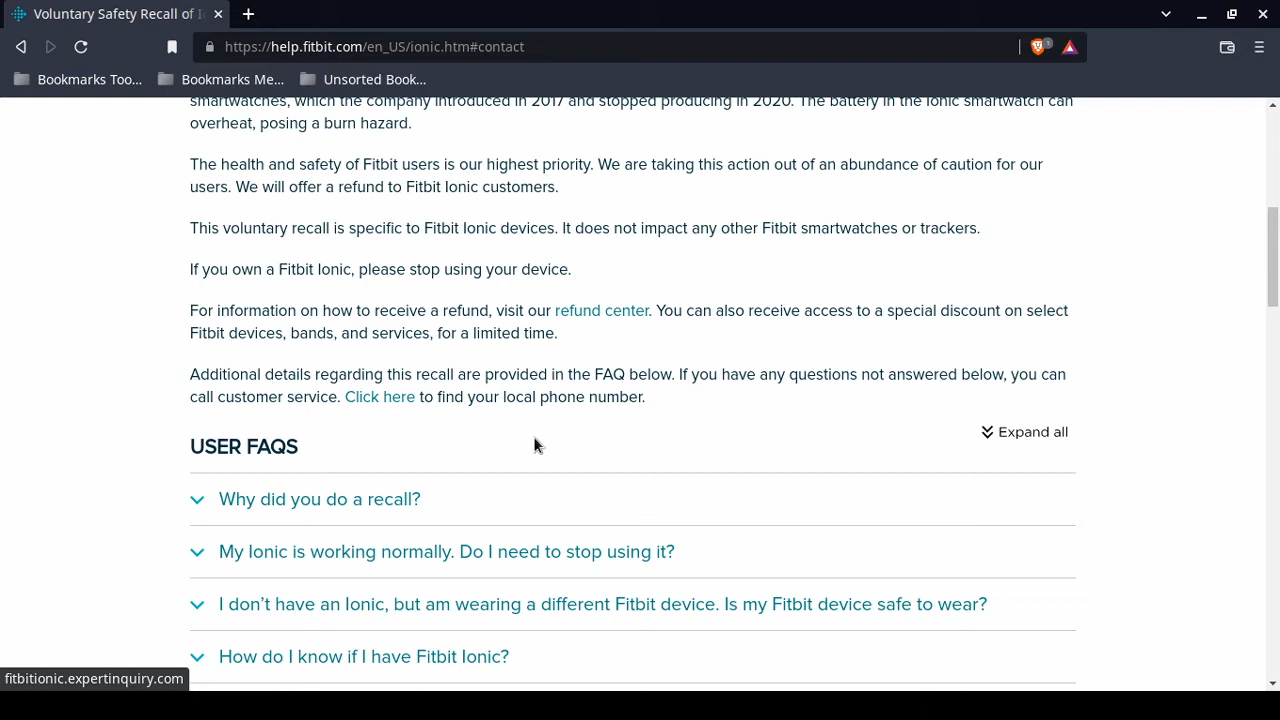 Voluntary Safety Recall of I
https://help.fitbit.com/en_US/ionic.htm#contact
1
Bookmarks Too...
Bookmarks Me...
Unsorted Book...
smartwatches, which the company introduced in 2017 and stopped producing in 2020. The battery in the Ionic smartwatch can
overheat, posing a burn hazard.
The health and safety of Fitbit users is our highest priority. We are taking this action out of an abundance of caution for our
users. We will offer a refund to Fitbit Ionic customers.
This voluntary recall is specific to Fitbit Ionic devices. It does not impact any other Fitbit smartwatches or trackers.
If you own a Fitbit Ionic, please stop using your device.
For information on how to receive a refund, visit our refund center. You can also receive access to a special discount on select
Fitbit devices, bands, and services, for a limited time.
Additional details regarding this recall are provided in the FAQ below. If you have any questions not answered below, you can
call customer service. Click here to find your local phone number.
Expand all
USER FAQS
Why did you do a recall?
My Ionic is working normally. Do I need to stop using it?
I don’t have an Ionic, but am wearing a different Fitbit device. Is my Fitbit device safe to wear?
How do I know if I have Fitbit Ionic?
fitbitionic.expertinquiry.com